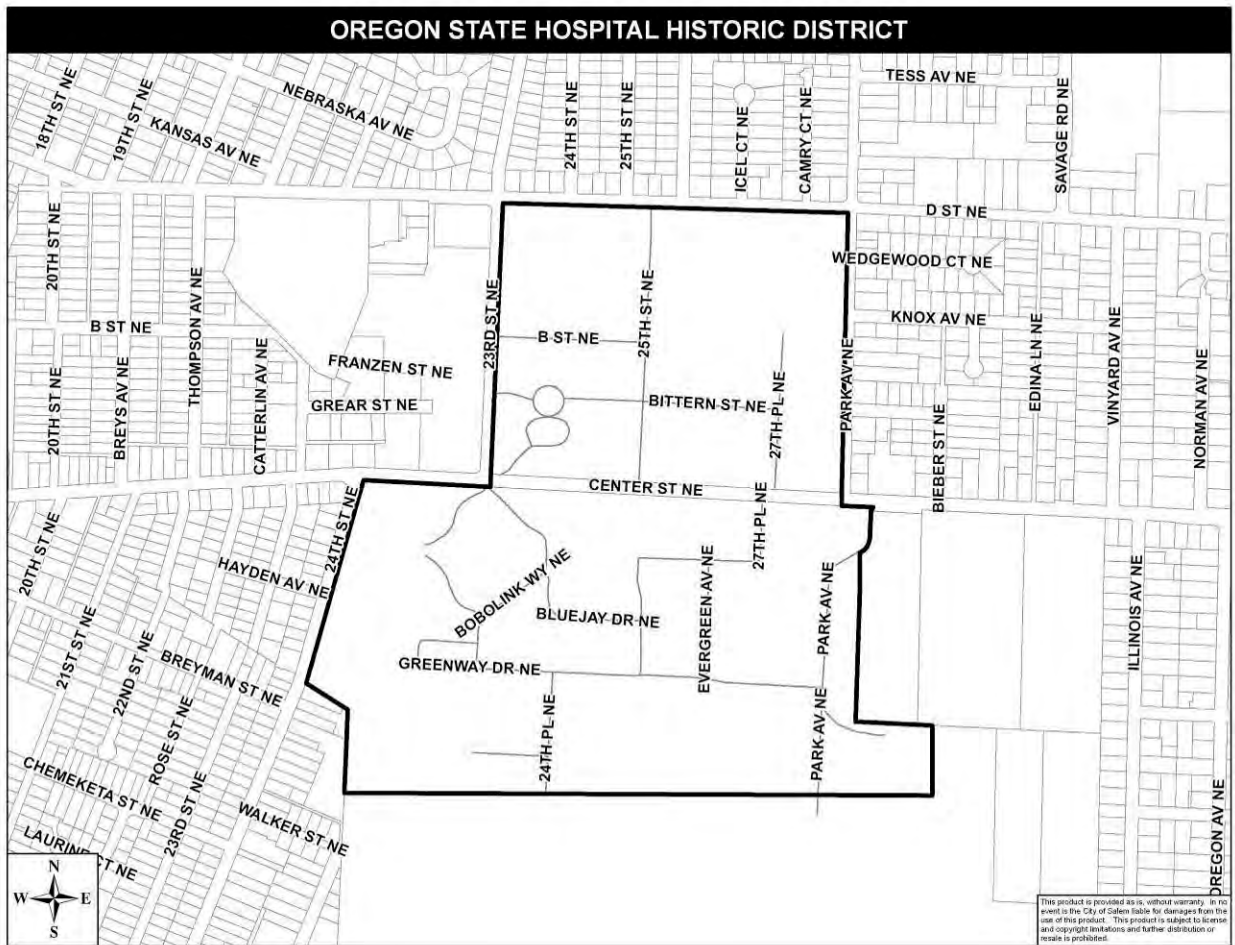 OREGON STATE HOSPITAL HISTORIC DISTRICT
TESS AV NE
NEBRASKA AV NE
18TH ST NE
19TH ST NE
KANSAS AV NE
24TH ST NE
25TH ST NE
ICEL CT NE
CAMRY CT NE
SAVAGE RD NE
D ST NE
20TH ST NE
WEDGEWOOD CT NE
THOMPSON AV NE
23RD ST NE
25TH ST NE
B ST NE
B ST NE
KNOX AV NE
PARK AV NE
EDINA LN NE
VINYARD AV NE
NORMAN AV NE
20TH ST NE
BREYS AV NE
CATTERLIN AV NE
FRANZEN ST NE
GREAR ST NE
BITTERN ST NE
27TH PL NE
BIEBER ST NE
CENTER ST NE
27TH PL NE
20TH ST NE
24TH ST NE
HAYDEN AV NE
BOBOLINK WY NE
BLUEJAY DR NE
EVERGREEN AV NE
PARK AV NE
ILLINOIS AV NE
21ST ST NE
22ND ST NE
BREYMAN ST NE
GREENWAY DR NE
ROSE ST NE
24TH PL NE
PARK AV NE
CHEMEKETA ST NE
23RD ST NE
WALKER ST NE
OREGON AV NE
LAURINE CT NE
N
W E
S
This product is provided as is, without warranty. In no
event is the City of Salem liable for damages from the
use of this product. This product is subject to license
and copyright limitations and further distribution or
resale is prohibited.